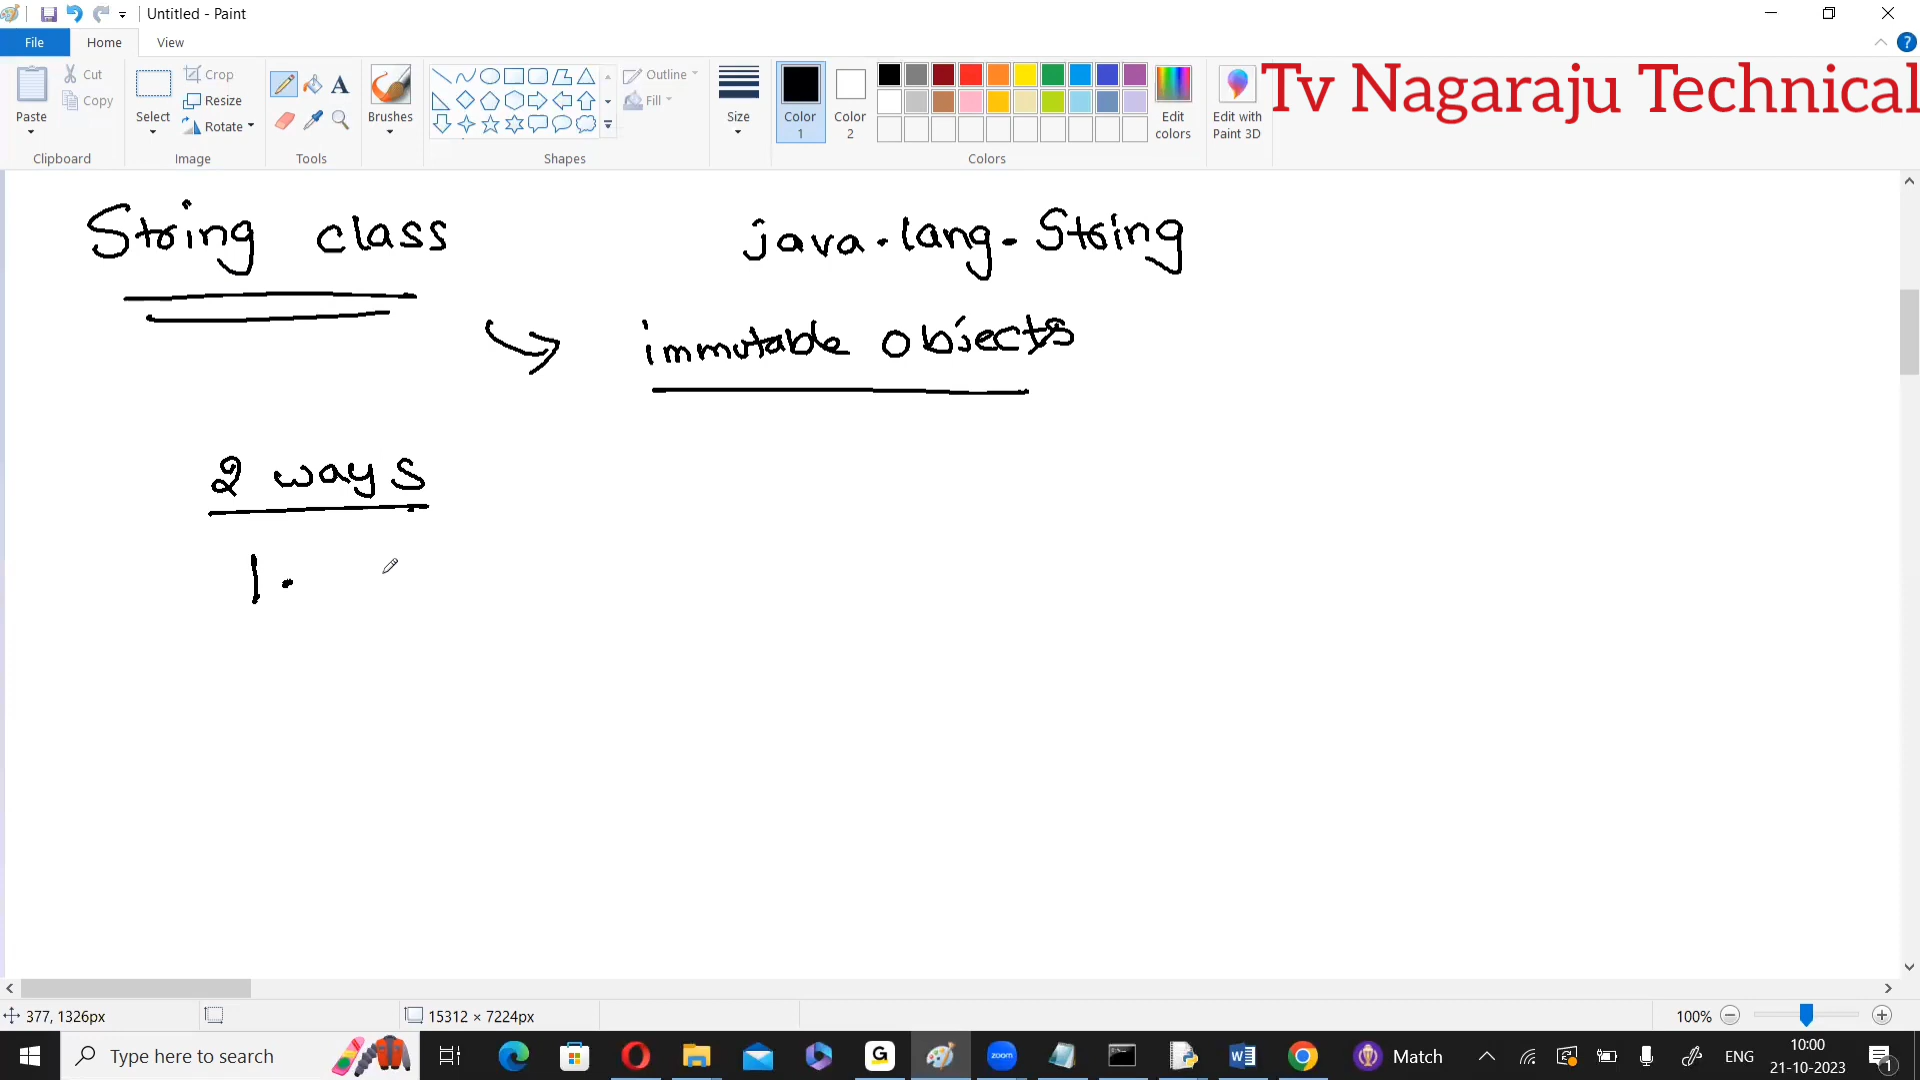 Untitled - Paint
File Home View
Paste
Cut
Copy
Clipboard
Select
Crop
Resize
Rotate
Image
Tools
Brushes
Shapes
Outline
Fill
Size
Color 1
Color 2
Colors
Edit colors
Edit with Paint 3D
Tv Nagaraju Technical
String class java.lang.String
immutable objects
2 ways
1.
377, 1326px
15312 × 7224px
100%
Type here to search
zoom
Match
ENG
10:00
21-10-2023
1